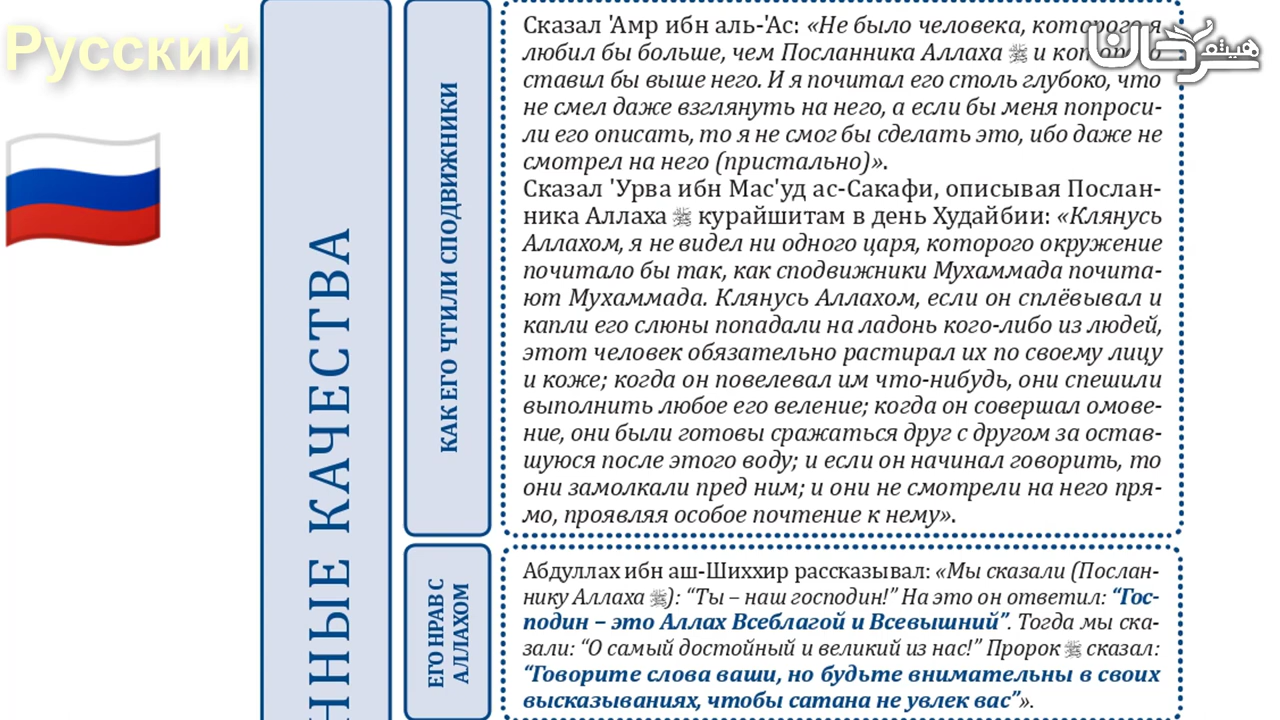 Русский
هيتمي
سرحانی
ННЫЕ КАЧЕСТВА
КАК ЕГО ЧТИЛИ СПОДВИЖНИКИ
Сказал 'Амр ибн аль-'Ас: «Не было человека, которого я
любил бы больше, чем Посланника Аллаха ﷺ и которого
ставил бы выше него. И я почитал его столь глубоко, что
не смел даже взглянуть на него, а если бы меня попроси-
ли его описать, то я не смог бы сделать это, ибо даже не
смотрел на него (пристально)».
Сказал 'Урва ибн Мас'уд ас-Сакафи, описывая Послан-
ника Аллаха ﷺ курайшитам в день Худайбии: «Клянусь
Аллахом, я не видел ни одного царя, которого окружение
почитало бы так, как сподвижники Мухаммада почита-
ют Мухаммада. Клянусь Аллахом, если он сплёвывал и
капли его слюны попадали на ладонь кого-либо из людей,
этот человек обязательно растирал их по своему лицу
и коже; когда он повелевал им что-нибудь, они спешили
выполнить любое его веление; когда он совершал омове-
ние, они были готовы сражаться друг с другом за остав-
шуюся после этого воду; и если он начинал говорить, то
они замолкали пред ним; и они не смотрели на него пря-
мо, проявляя особое почтение к нему».
ЕГО НРАВ С
АЛЛАХОМ
Абдуллах ибн аш-Шиххир рассказывал: «Мы сказали (Послан-
нику Аллаха ﷺ): “Ты – наш господин!” На это он ответил: “Гос-
подин – это Аллах Всеблагой и Всевышний”. Тогда мы ска-
зали: “О самый достойный и великий из нас!” Пророк ﷺ сказал:
“Говорите слова ваши, но будьте внимательны в своих
высказываниях, чтобы сатана не увлек вас”».